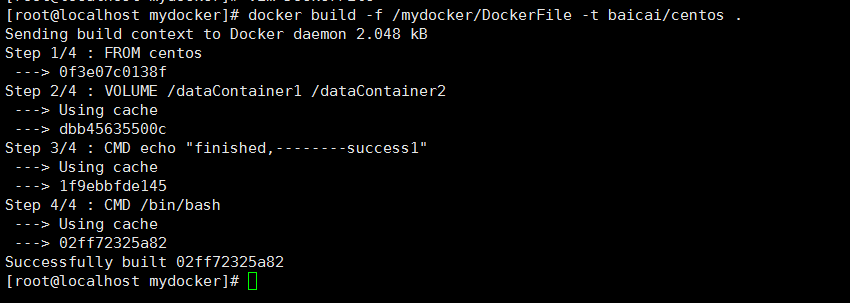 [root@localhost mydocker]# docker build -f /mydocker/DockerFile -t baicai/centos .
Sending build context to Docker daemon 2.048 kB
Step 1/4 : FROM centos
 ---> 0f3e07c0138f
Step 2/4 : VOLUME /dataContainer1 /dataContainer2
 ---> Using cache
 ---> dbb45635500c
Step 3/4 : CMD echo "finished,--------success1"
 ---> Using cache
 ---> 1f9ebbfde145
Step 4/4 : CMD /bin/bash
 ---> Using cache
 ---> 02ff72325a82
Successfully built 02ff72325a82
[root@localhost mydocker]#